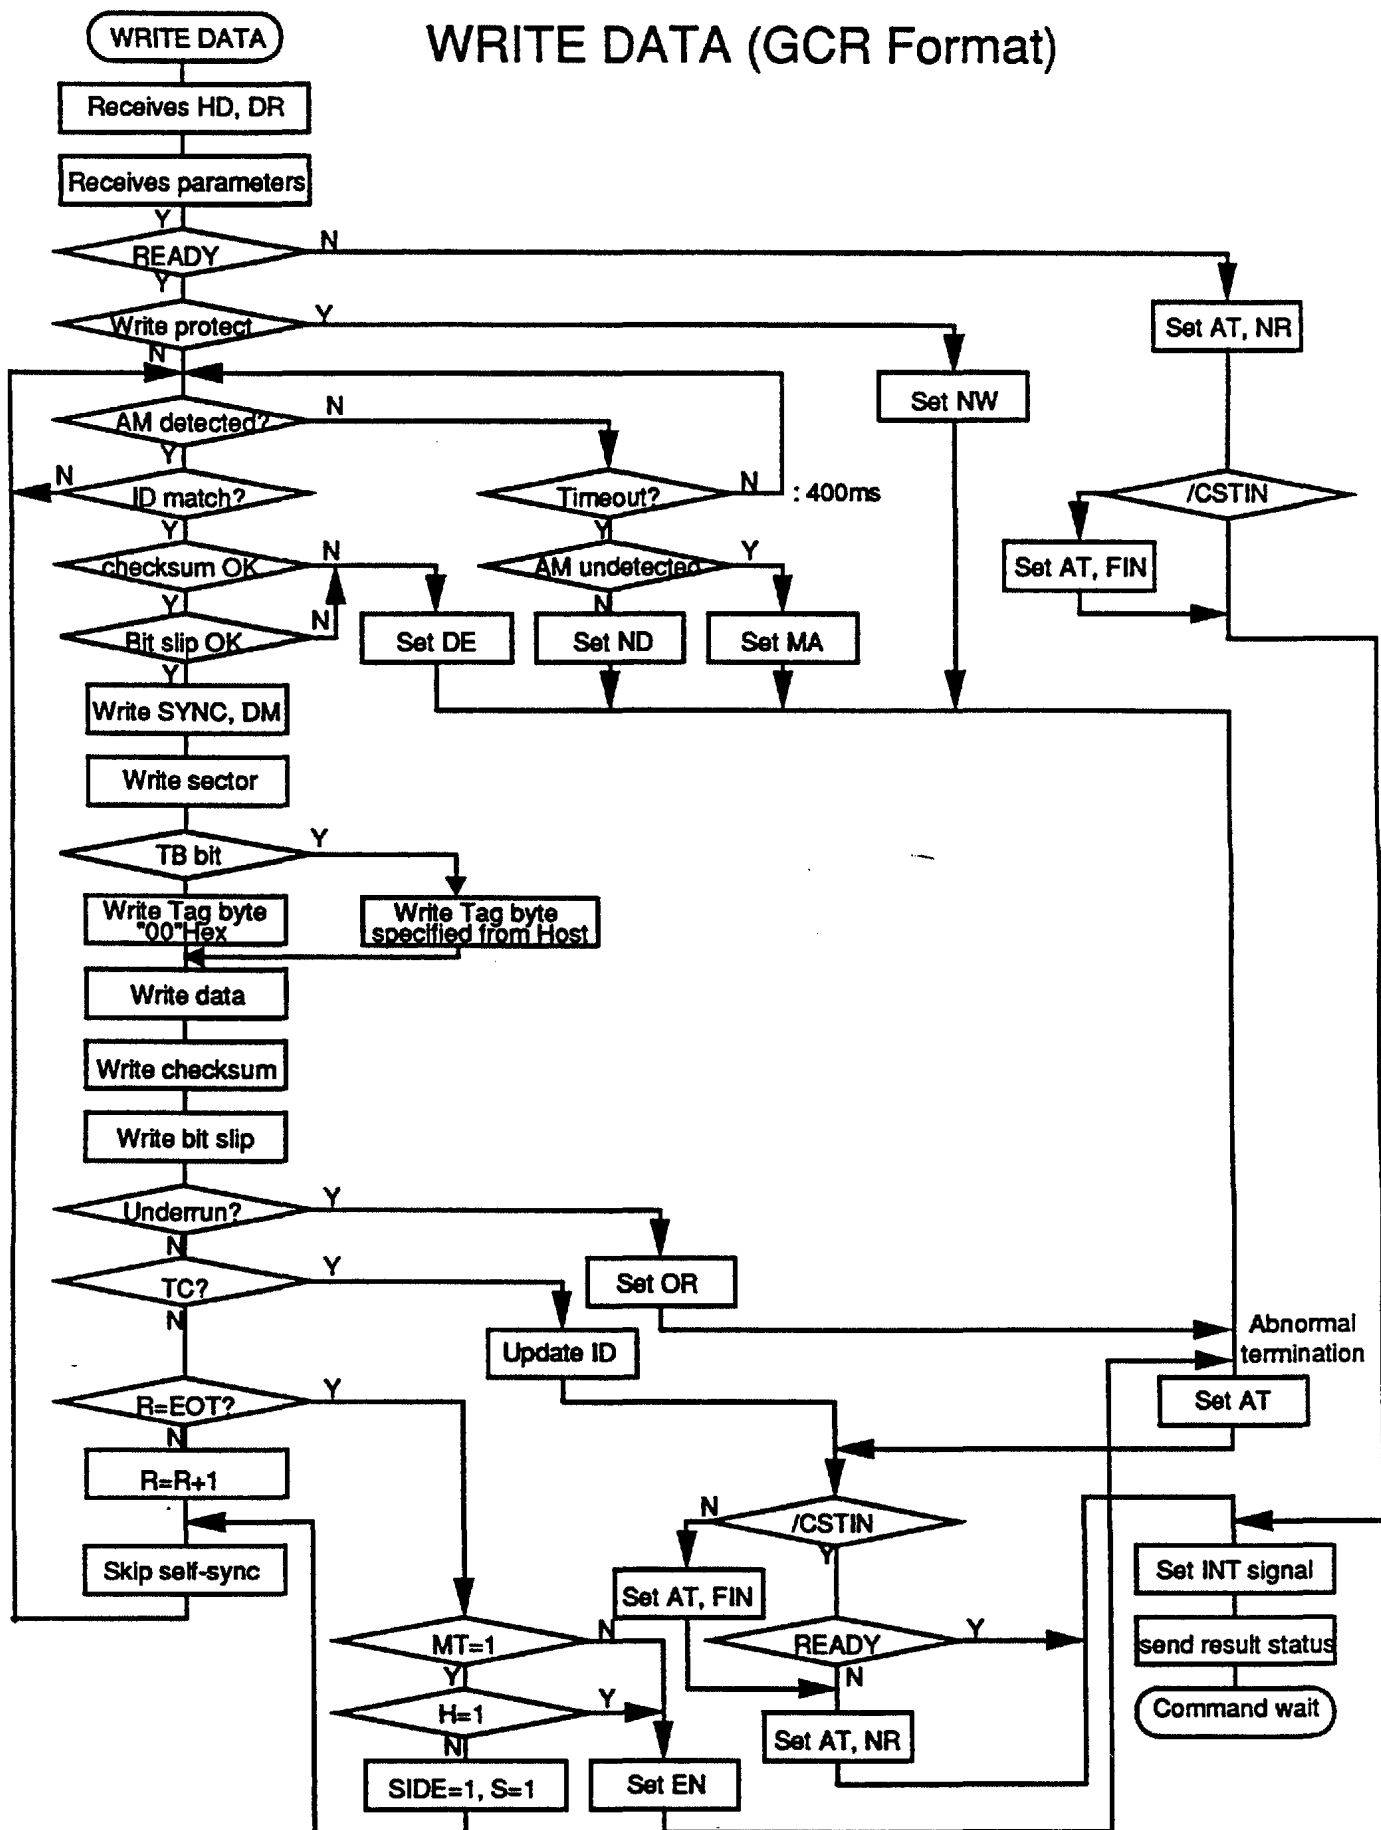 WRITE DATA (GCR Format)
WRITE DATA
Receives HD, DR
Receives parameters
Y
READY
N
Y
Write protect
Y
N
Set AT, NR
Set NW
AM detected?
N
Y
N
ID match?
Timeout?
N
: 400ms
/CSTIN
Y
Y
checksum OK
N
AM undetected
Y
Set AT, FIN
Y
N
Bit slip OK
N
Set DE
Set ND
Set MA
Y
Write SYNC, DM
Write sector
TB bit
Y
Write Tag byte
"00"Hex
Write Tag byte
specified from Host
Write data
Write checksum
Write bit slip
Underrun?
Y
N
TC?
Y
Set OR
N
Update ID
Abnormal
termination
R=EOT?
Y
Set AT
N
R=R+1
N
/CSTIN
Y
Skip self-sync
Set AT, FIN
Set INT signal
MT=1
N
READY
Y
send result status
Y
N
H=1
Y
Command wait
N
Set AT, NR
SIDE=1, S=1
Set EN